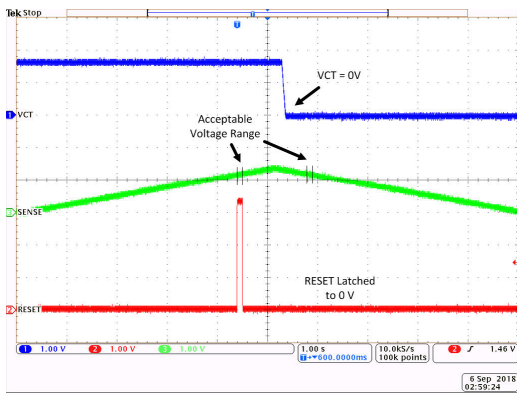 Tek Stop
T
T
VCT = 0V
1 VCT
Acceptable
Voltage Range
3 SENSE
RESET Latched
to 0 V
2 RESET
1 1.00 V 2 1.00 V 3 1.00 V 1.00 s 10.0kS/s 2 1.46 V
T→▼600.0000ms 100k points
6 Sep 2018
02:59:24